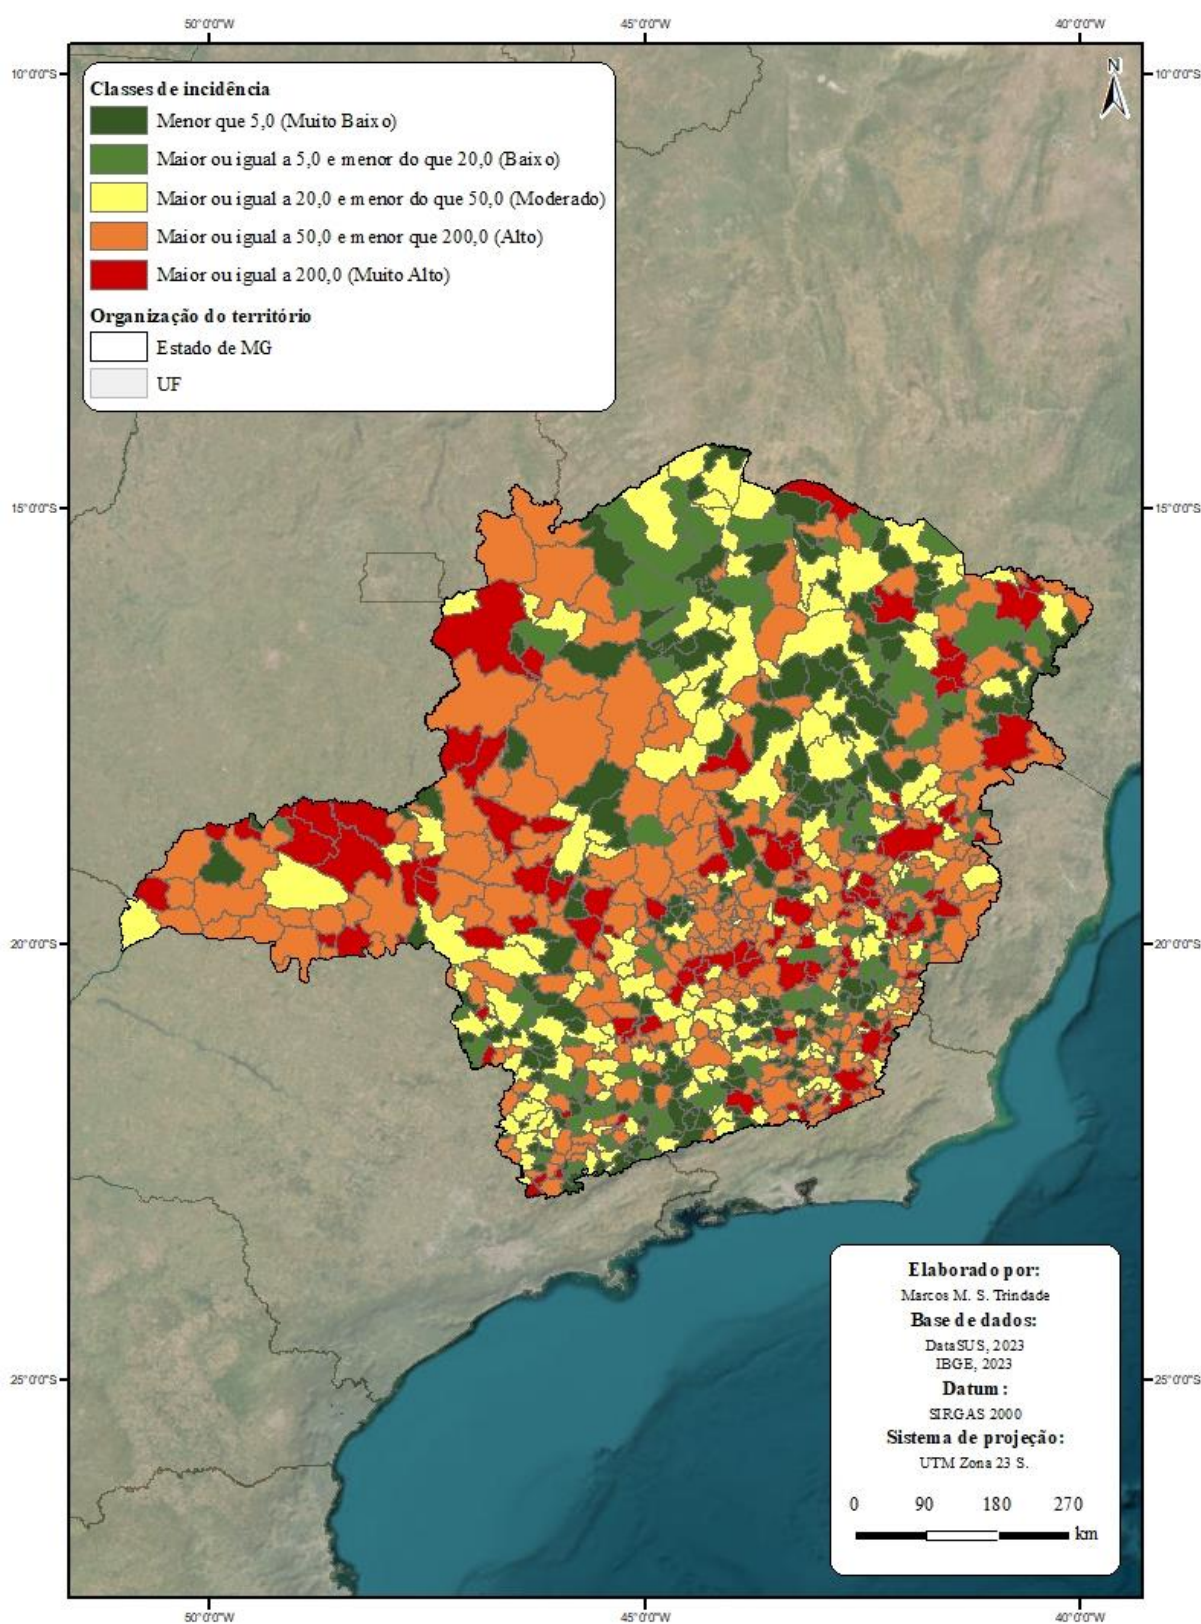 50°0'0"W
45°0'0"W
40°0'0"W
10°0'0"S
10°0'0"S
N
Classes de incidência
Menor que 5,0 (Muito Baixo)
Maior ou igual a 5,0 e menor do que 20,0 (Baixo)
Maior ou igual a 20,0 e menor do que 50,0 (Moderado)
Maior ou igual a 50,0 e menor que 200,0 (Alto)
Maior ou igual a 200,0 (Muito Alto)
Organização do território
Estado de MG
UF
15°0'0"S
15°0'0"S
20°0'0"S
20°0'0"S
25°0'0"S
25°0'0"S
Elaborado por:
Marcos M. S. Trindade
Base de dados:
DataSUS, 2023
IBGE, 2023
Datum :
SIRGAS 2000
Sistema de projeção:
UTM Zona 23 S.
0 90 180 270
km
50°0'0"W
45°0'0"W
40°0'0"W